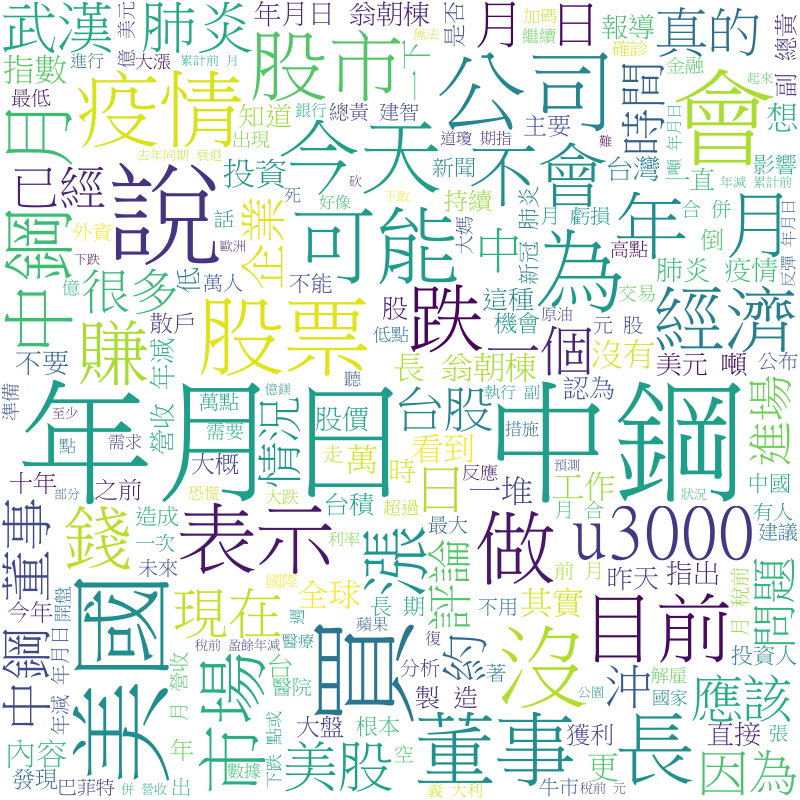 武漢 肺炎
年月日
億 美元
翁朝棟
月 日
是否
加碼
無法
繼續
報導
確診
真的
副
總黃
指數
進行
大漲
累計前 月
股市
一下
公司
時間
金融
起來
最低
疫情
知道
出現
銀行
總黃 建智
道瓊 期指
主要
難
會
想
月
去年同期 衰退
今天
不會
新聞
台灣
一直
影響
一噸 年月日
年減 累計前
已經
說
投資
砍
死
好像
不敢
持續
月 肺炎
年 月
合 併
倒
中鋼
外資
話
可能
中
大媽
新冠
虧損
為
高點
肺炎 疫情
反彈 年月日
億
下跌
歐洲
企業
低
萬人
不能
很多
股票
散戶
股
跌
這種
機會
原油
元 股
交易
一個
經濟
低點
沒有
美元 噸
公布
不要
賺
年減
長 翁朝棟
聽
億鎂
執行 副
認為
準備
至少
年月日
中鋼
營收
萬點
情況
股價
台股
進場
點
需求
需要
措施
看到
走
萬
時
日
反應
預測
工作
中國
十年
之前
大概
恐慌
大跌
台積
超過
一堆
月 合
狀況
有人
建議
部分
董事
錢
造成
一次
未來
表示
利率
漲
最大
做
u3000
評論
前 月
昨天
指出
問題
月 稅前
今年
開盤
國際
全球
週
長 期
不用
其實
目前
美國
現在
稅前 盈餘年減
醫療
蘋果
復
買
約
沒
投資人
中鋼
年月日
年減
月 營收
市場
台
醫院
分析
著
製 造
沖
解雇
國家
應該
內容
年
下跌 點或
大盤
根本
董事 長
獲利
直接
張
發現
出
數據
美股
空
更
公園
因為
巴菲特
併 營收
義 大利
牛市
稅前 元